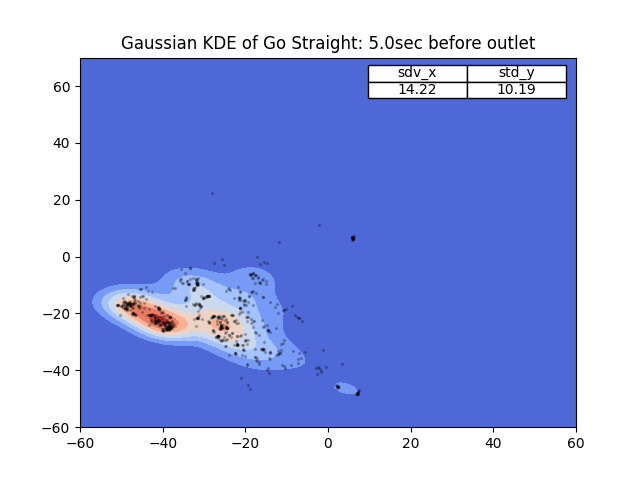 Gaussian KDE of Go Straight: 5.0sec before outlet
sdv_x std_y
14.22 10.19
60
40
20
0
−20
−40
−60
−60 −40 −20 0 20 40 60